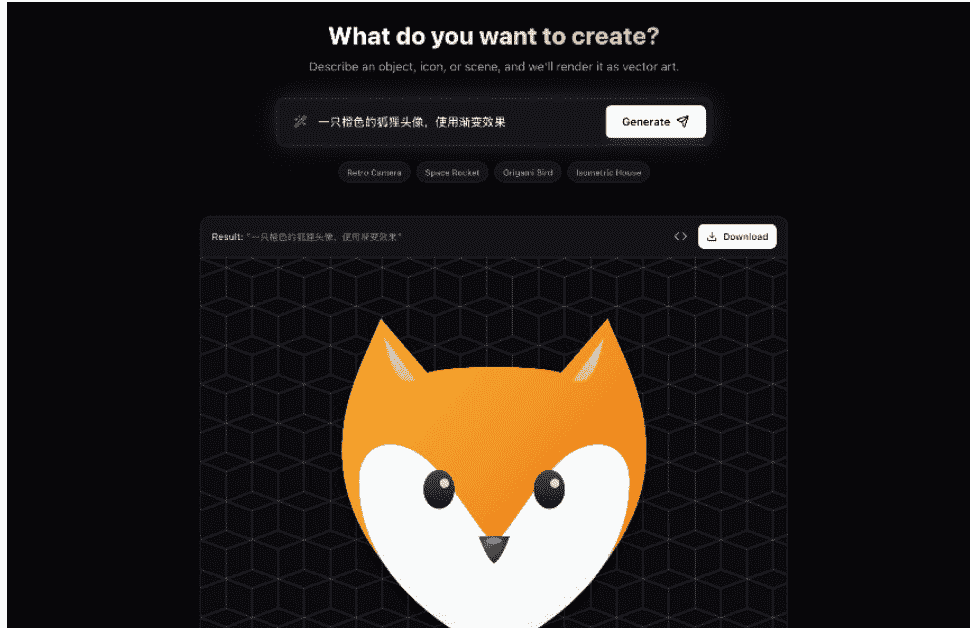 What do you want to create?
Describe an object, icon, or scene, and we'll render it as vector art.
一只橙色的狐狸头像，使用渐变效果
Generate
Retro Camera
Space Rocket
Origami Bird
Isometric House
Result: "一只橙色的狐狸头像，使用渐变效果"
Download